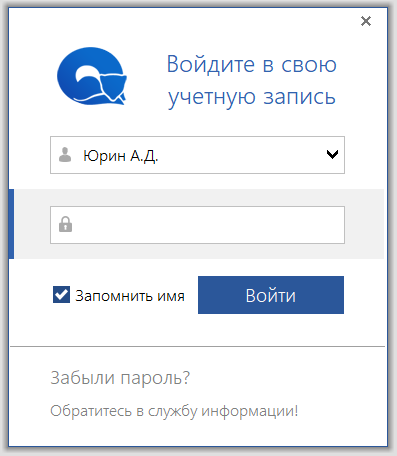 Войдите в свою
учетную запись
Юрин А.Д.
Запомнить имя
Войти
Забыли пароль?
Обратитесь в службу информации!